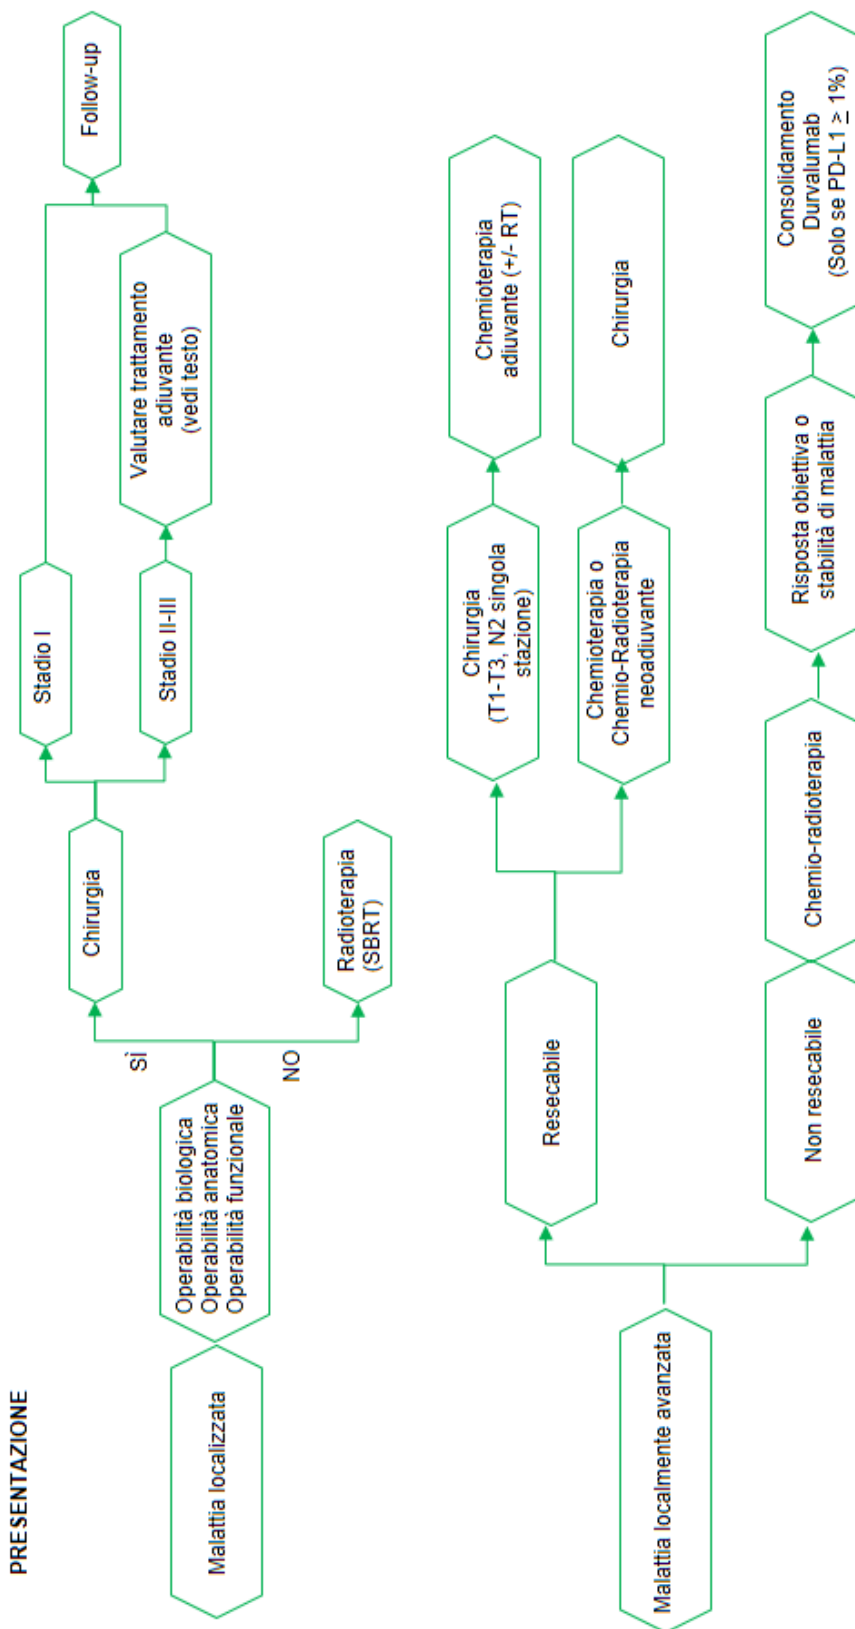 PRESENTAZIONE
Malattia localizzata
Operabilità biologica
Operabilità anatomica
Operabilità funzionale
SÌ
NO
Chirurgia
Radioterapia
(SBRT)
Stadio I
Stadio II-III
Valutare trattamento
adiuvante
(vedi testo)
Follow-up
Malattia localmente avanzata
Resecabile
Chirurgia
(T1-T3, N2 singola
stazione)
Chemioterapia
adiuvante (+/- RT)
Chemioterapia o
Chemio-Radioterapia
neoadiuvante
Chirurgia
Non resecabile
Chemio-radioterapia
Risposta obiettiva o
stabilità di malattia
Consolidamento
Durvalumab
(Solo se PD-L1 ≥ 1%)